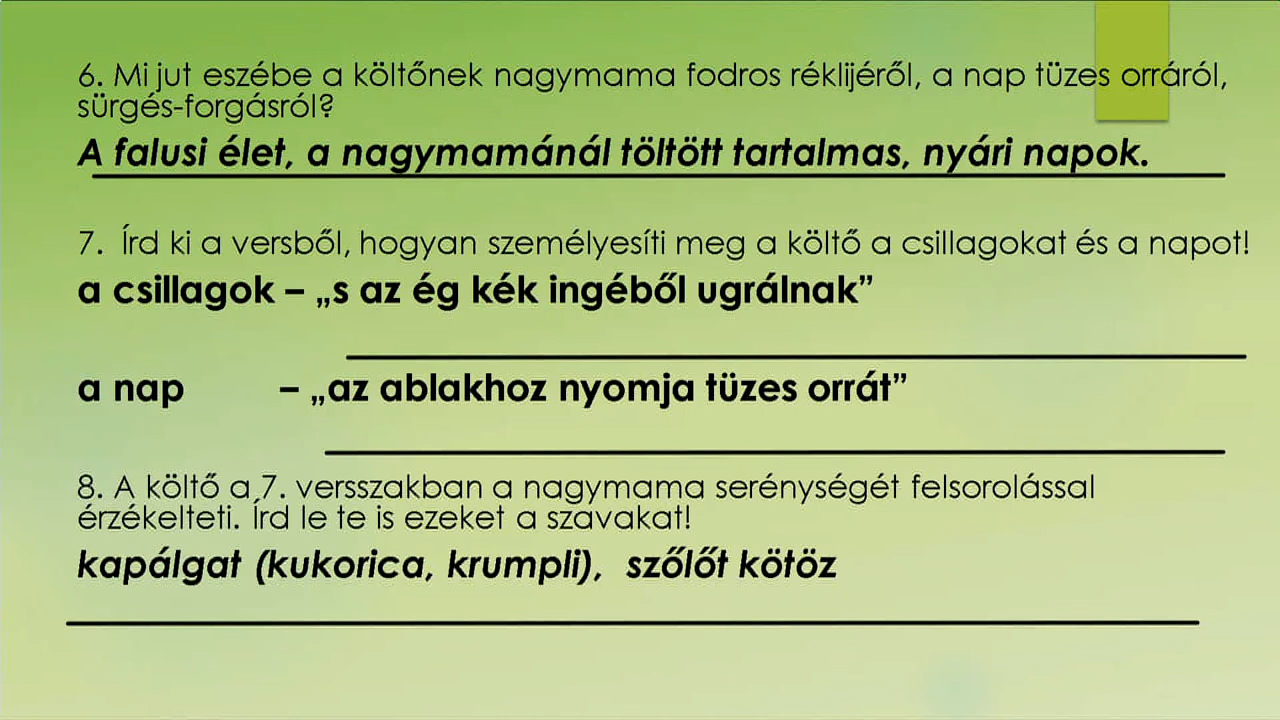 6. Mi jut eszébe a költőnek nagymama fodros réklijéről, a nap tüzes orráról,
sürgés-forgásról?
A falusi élet, a nagymamánál töltött tartalmas, nyári napok.
7. Írd ki a versből, hogyan személyesíti meg a költő a csillagokat és a napot!
a csillagok – „s az ég kék ingéből ugrálnak”
a nap – „az ablakhoz nyomja tüzes orrát”
8. A költő a 7. versszakban a nagymama serénységét felsorolással
érzékelteti. Írd le te is ezeket a szavakat!
kapálgat (kukorica, krumpli), szőlőt kötöz